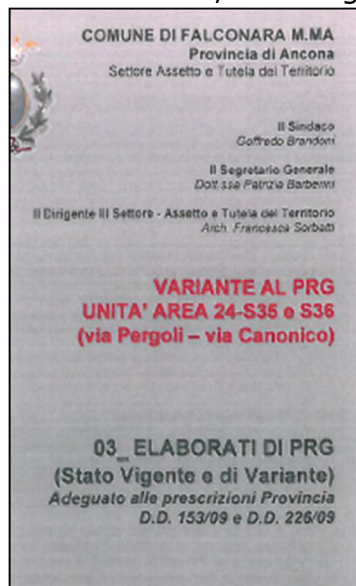 COMUNE DI FALCONARA M.MA
Provincia di Ancona
Settore Assetto e Tutela del Territorio
Il Sindaco
Goffredo Brandoni
Il Segretario Generale
Dott.ssa Patrizia Barberini
Il Dirigente III Settore - Assetto e Tutela del Territorio
Arch. Francesca Sorbatti
VARIANTE AL PRG
UNITA' AREA 24-S35 e S36
(via Pergoli – via Canonico)
03_ ELABORATI DI PRG
(Stato Vigente e di Variante)
Adeguato alle prescrizioni Provincia
D.D. 153/09 e D.D. 226/09